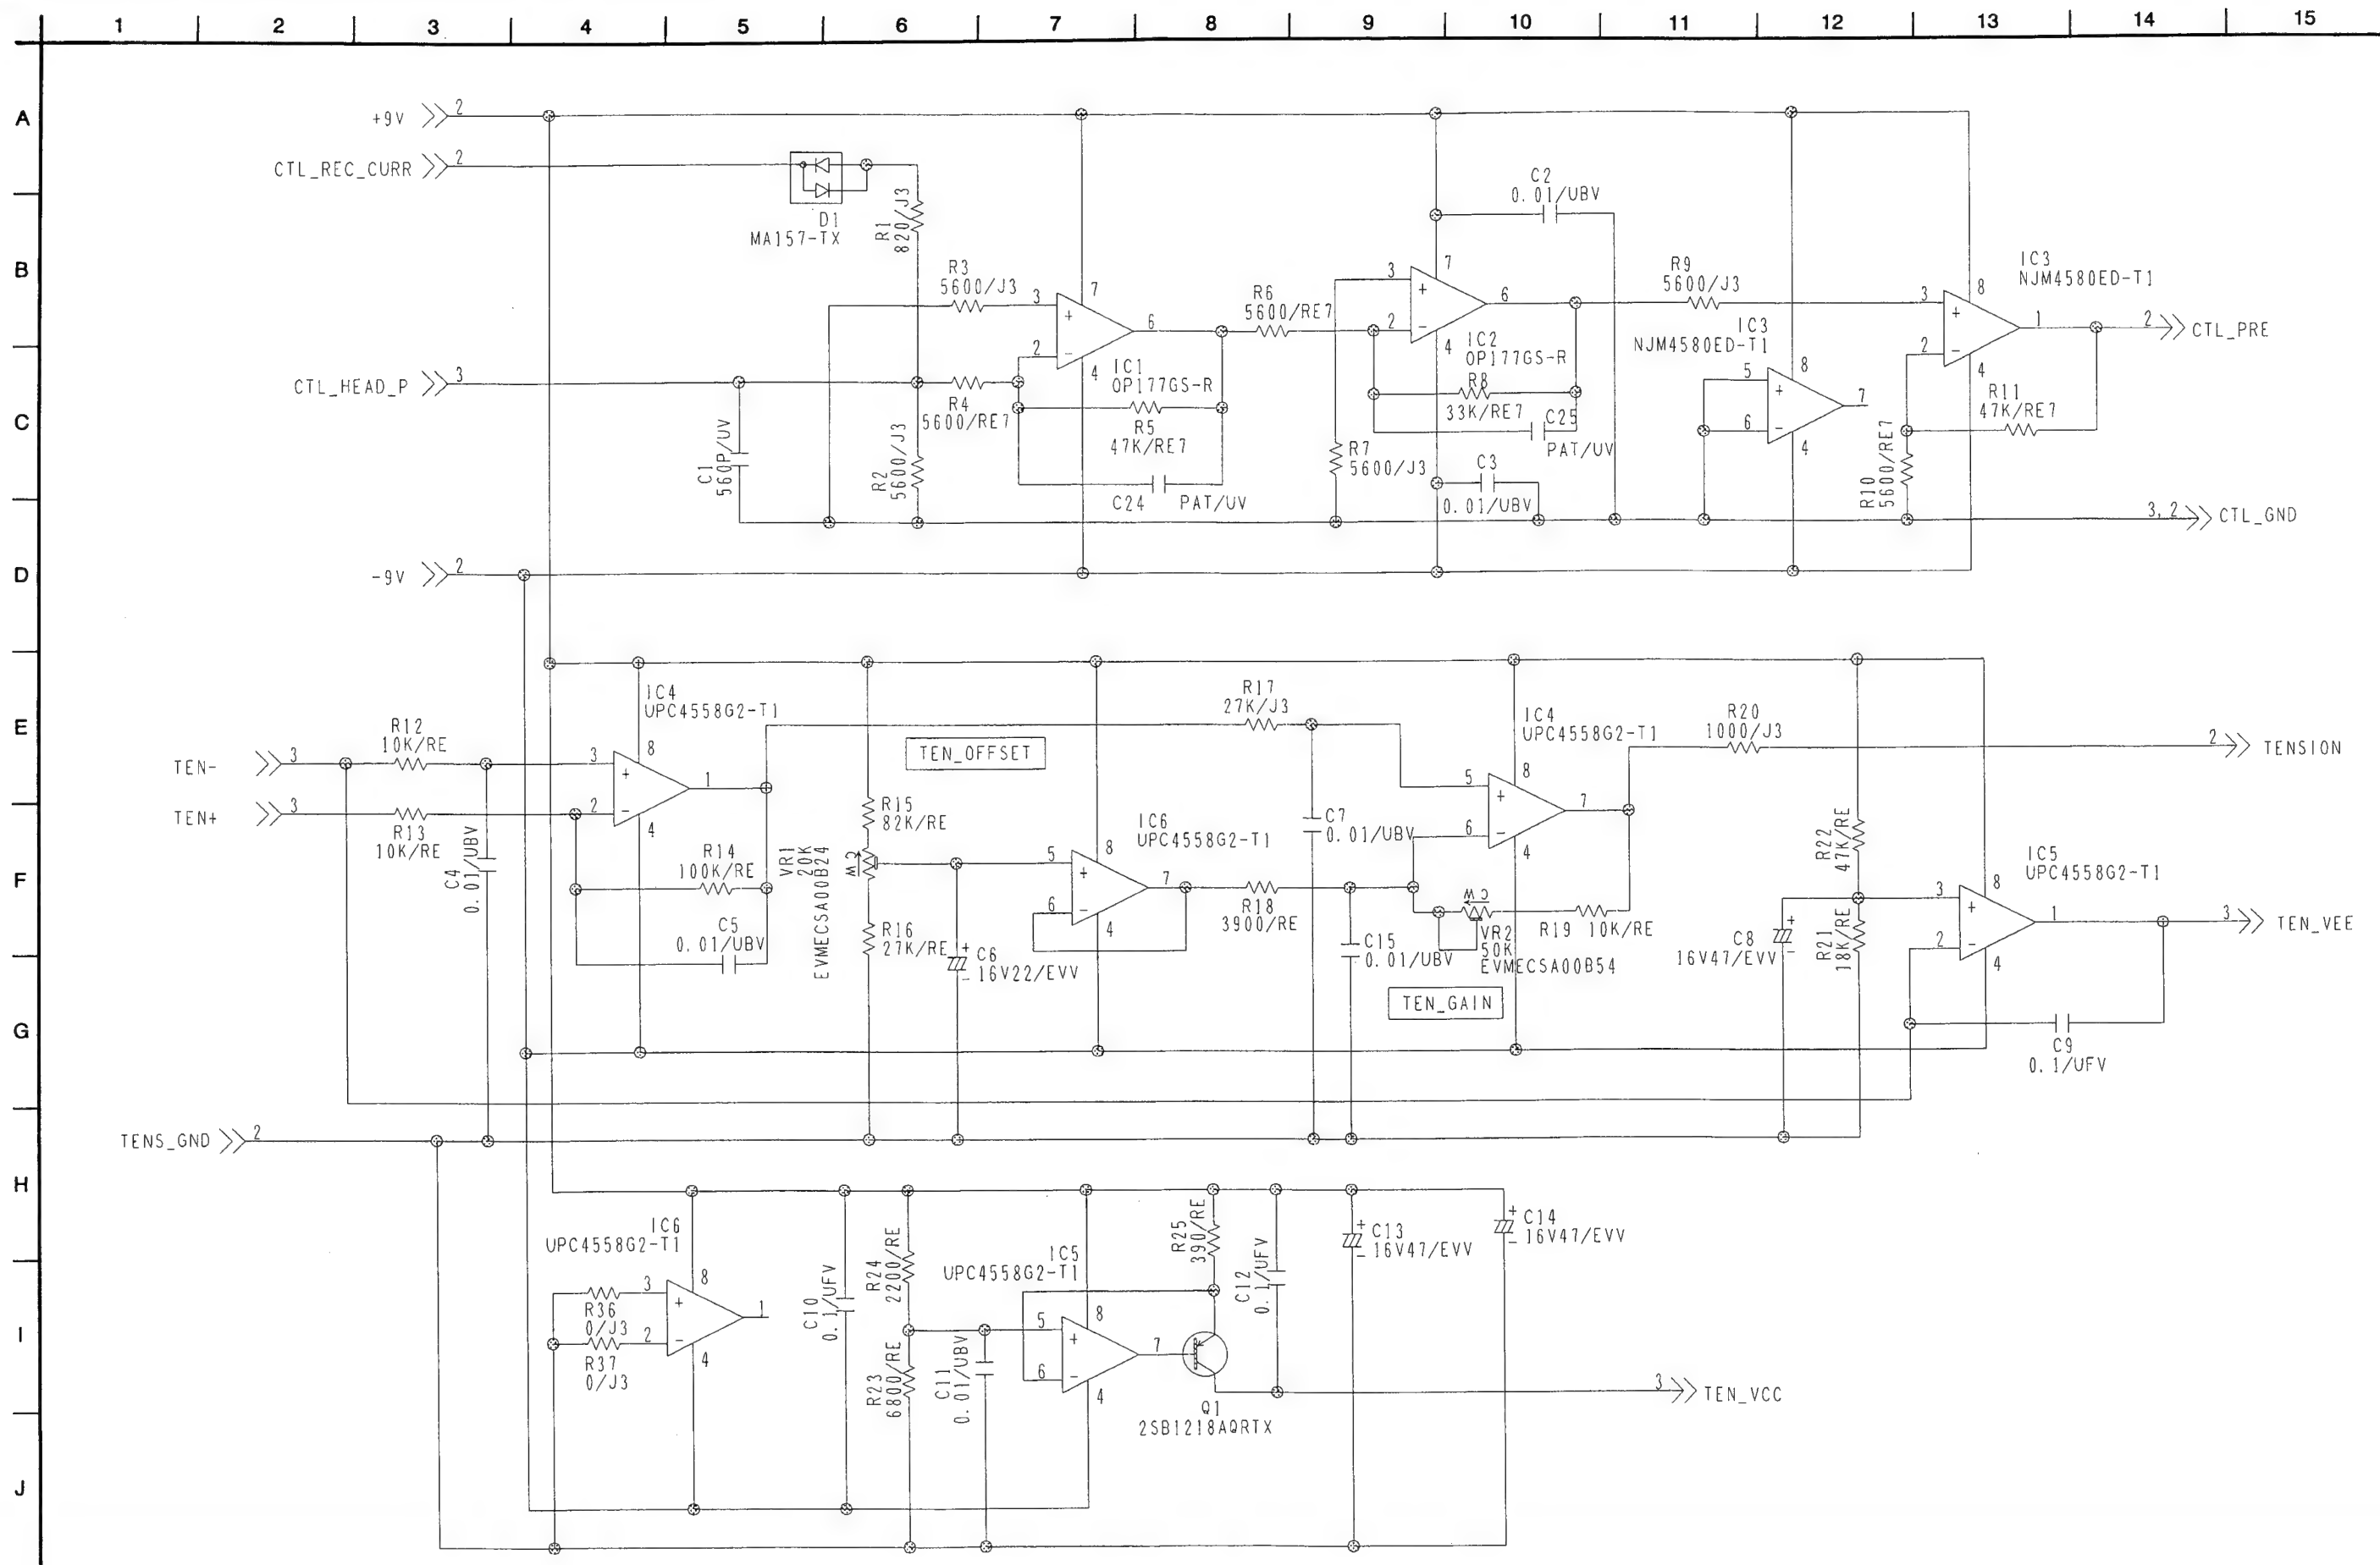 1 2 3 4 5 6 7 8 9 10 11 12 13 14 15
A
+9V 2
CTL_REC_CURR 2
D1
MA157-TX
R1
820/J3
C2
0.01/UBV
B
R3
5600/J3
3
7
6
2
4
IC1
OP177GS-R
R6
5600/RE7
3
7
6
2
4
IC2
OP177GS-R
R9
5600/J3
IC3
NJM4580ED-T1
IC3
NJM4580ED-T1
3
8
1
2
4
2 CTL_PRE
C
CTL_HEAD_P 3
R4
5600/RE7
R5
47K/RE7
R8
33K/RE7
C25
PAT/UV
5
8
7
6
4
R11
47K/RE7
C1
560P/UV
R2
5600/J3
C24 PAT/UV
R7
5600/J3
C3
0.01/UBV
R10
5600/RE7
3, 2 CTL_GND
D
-9V 2
E
IC4
UPC4558G2-T1
R17
27K/J3
IC4
UPC4558G2-T1
R20
1000/J3
R12
10K/RE
TEN- 3
3
8
1
2
4
TEN_OFFSET
5
8
7
6
4
2 TENSION
TEN+ 3
R13
10K/RE
R15
82K/RE
IC6
UPC4558G2-T1
C7
0.01/UBV
R22
47K/RE
F
C4
0.01/UBV
R14
100K/RE
VR1
20K
EVMECSA00B24
CW
5
8
7
6
4
R18
3900/RE
CW
VR2
50K
EVMECSA00B54
R19 10K/RE
IC5
UPC4558G2-T1
3
8
1
2
4
3 TEN_VEE
C5
0.01/UBV
R16
27K/RE
+
C6
- 16V22/EVV
C15
0.01/UBV
+
C8
16V47/EVV -
R21
18K/RE
TEN_GAIN
G
C9
0.1/UFV
TENS_GND 2
H
IC6
UPC4558G2-T1
R24
2200/RE
IC5
UPC4558G2-T1
R25
390/RE
C12
0.1/UFV
+ C13
- 16V47/EVV
+ C14
- 16V47/EVV
I
3
8
1
2
4
R36
0/J3
R37
0/J3
C10
0.1/UFV
R23
6800/RE
C11
0.01/UBV
5
8
7
6
4
Q1
2SB1218AQRTX
3 TEN_VCC
J